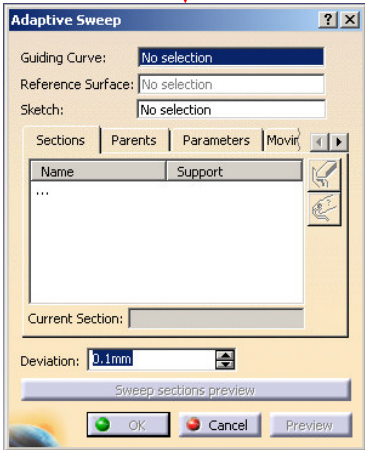 Adaptive Sweep
Guiding Curve: No selection
Reference Surface: No selection
Sketch: No selection
Sections Parents Parameters Movin
Name Support
...
Current Section:
Deviation: 0.1mm
Sweep sections preview
OK Cancel Preview